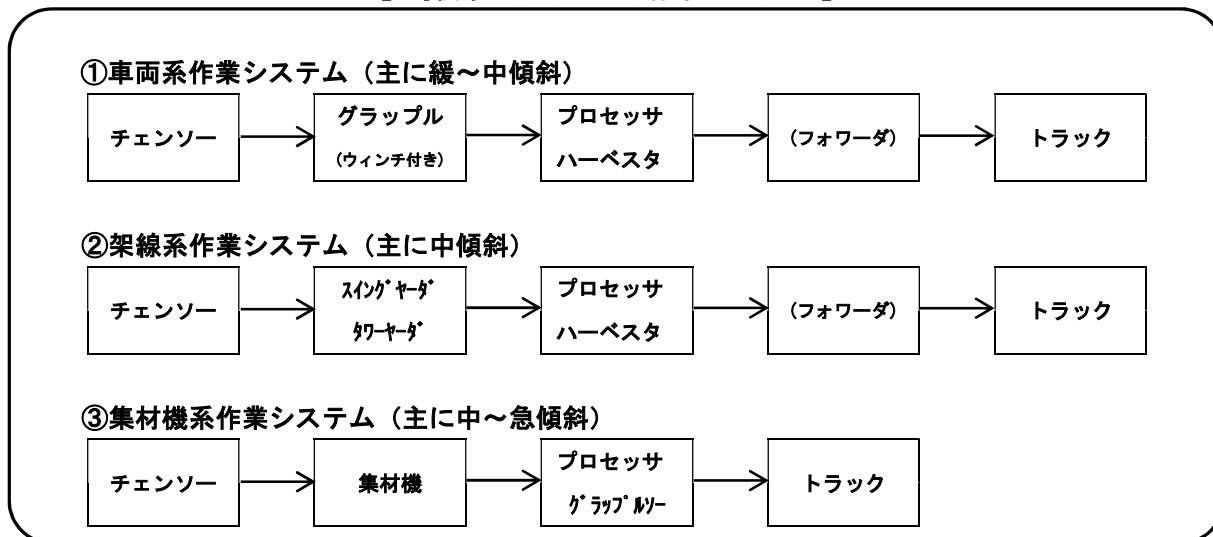 ①車両系作業システム（主に緩～中傾斜）
チェンソー
グラップル
(ウィンチ付き)
プロセッサ
ハーベスタ
(フォワーダ)
トラック
②架線系作業システム（主に中傾斜）
チェンソー
ｽｲﾝｸﾞﾔｰﾀﾞ
ﾀﾜｰﾔｰﾀﾞ
プロセッサ
ハーベスタ
(フォワーダ)
トラック
③集材機系作業システム（主に中～急傾斜）
チェンソー
集材機
プロセッサ
ｸﾞﾗｯﾌﾟﾙｿｰ
トラック